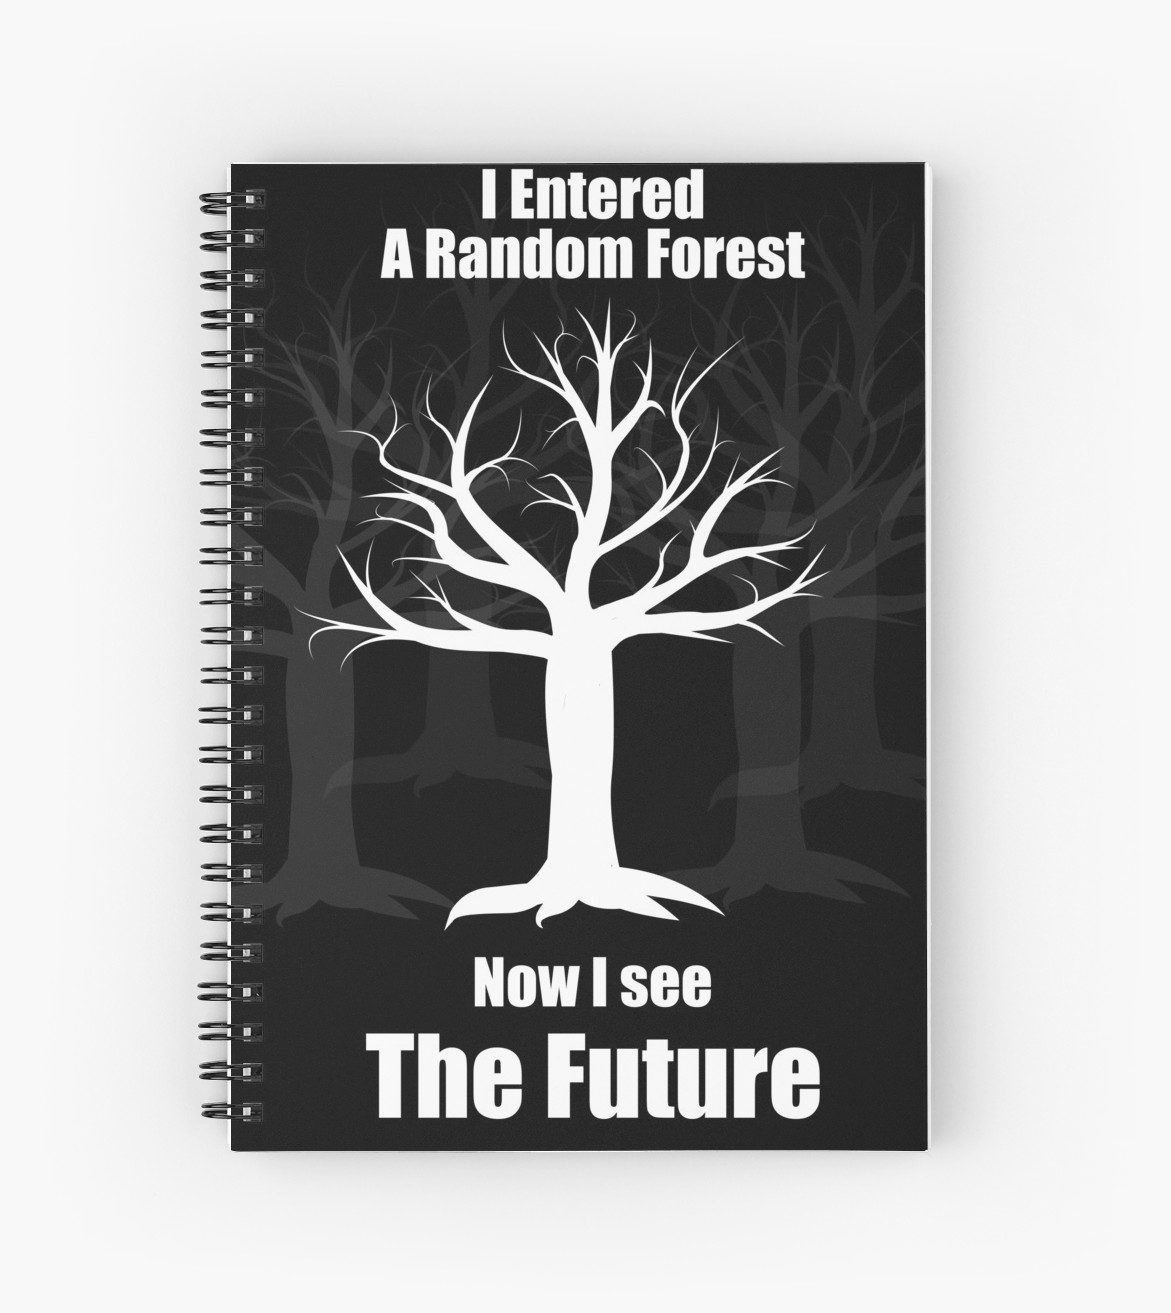 I Entered
A Random Forest
Now I see
The Future